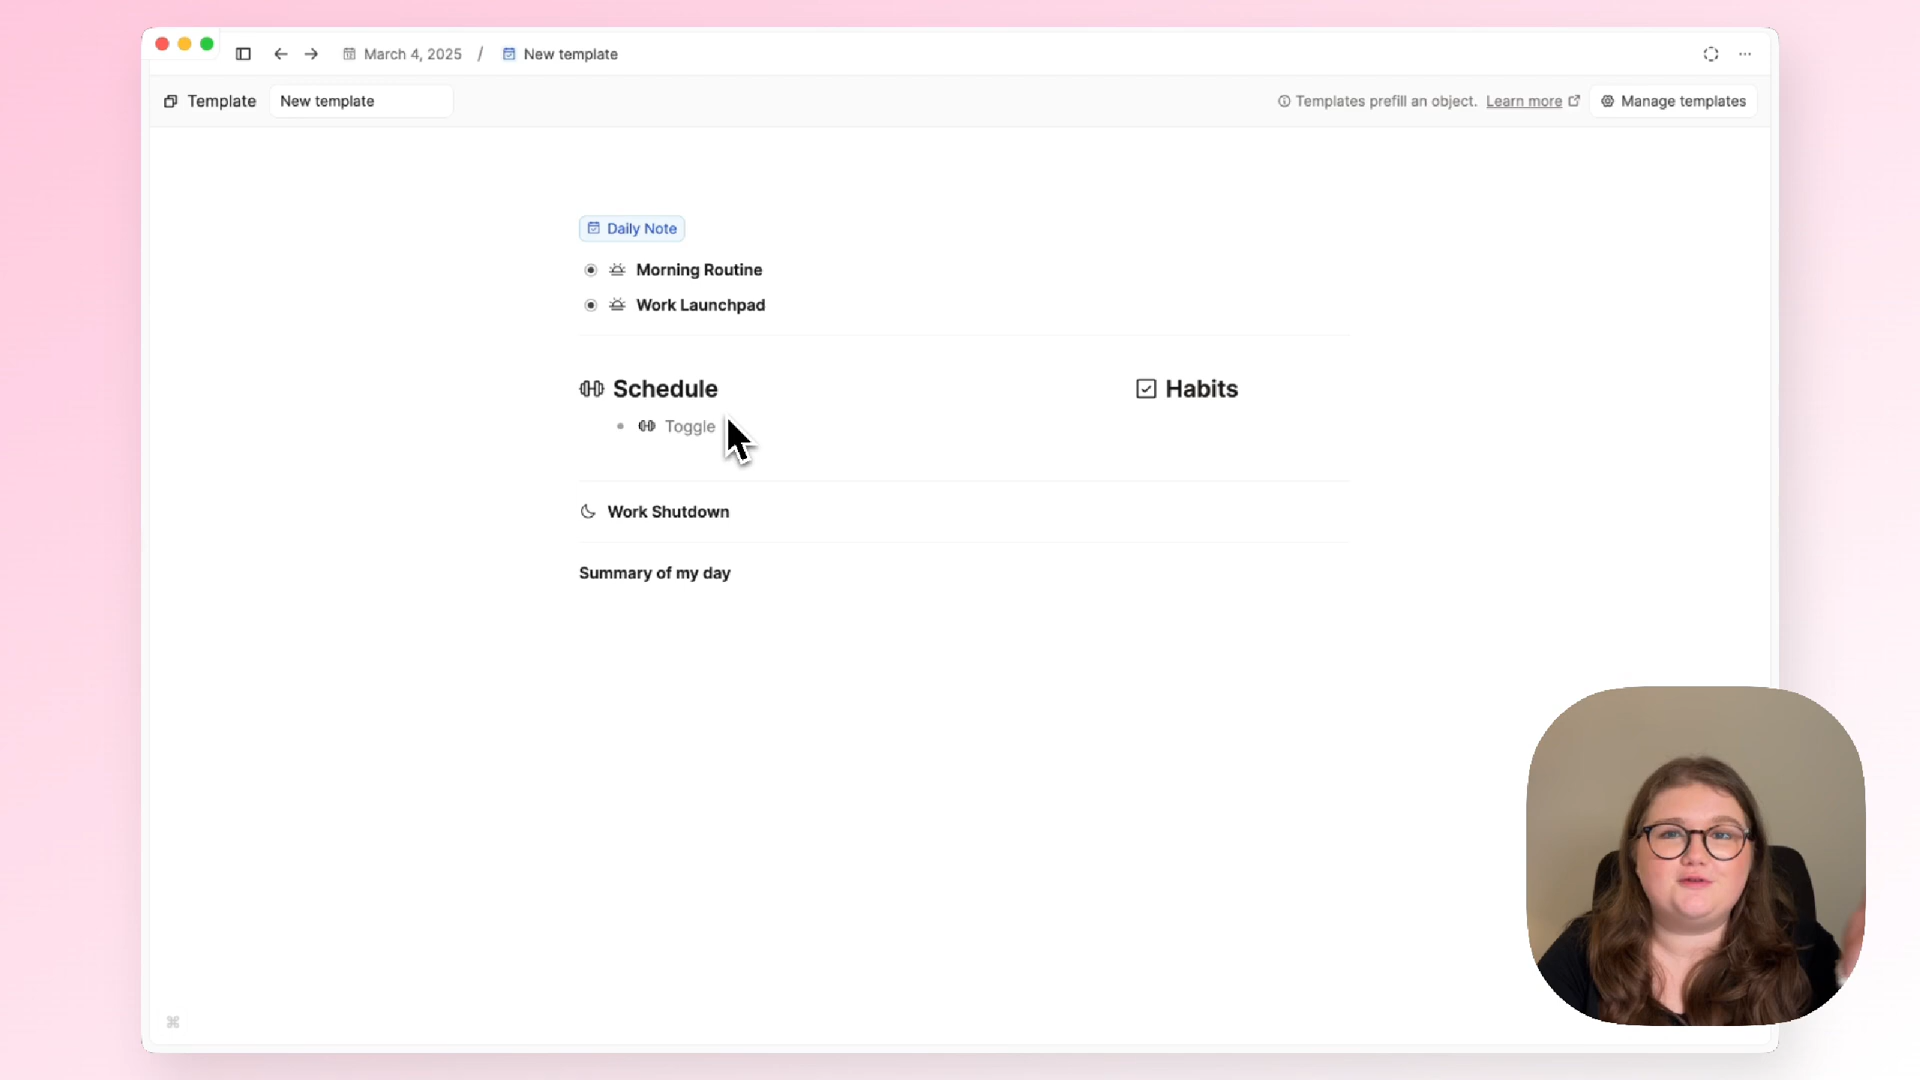 March 4, 2025 / New template
Template New template
Templates prefill an object. Learn more Manage templates
Daily Note
Morning Routine
Work Launchpad
Schedule
Habits
Toggle
Work Shutdown
Summary of my day